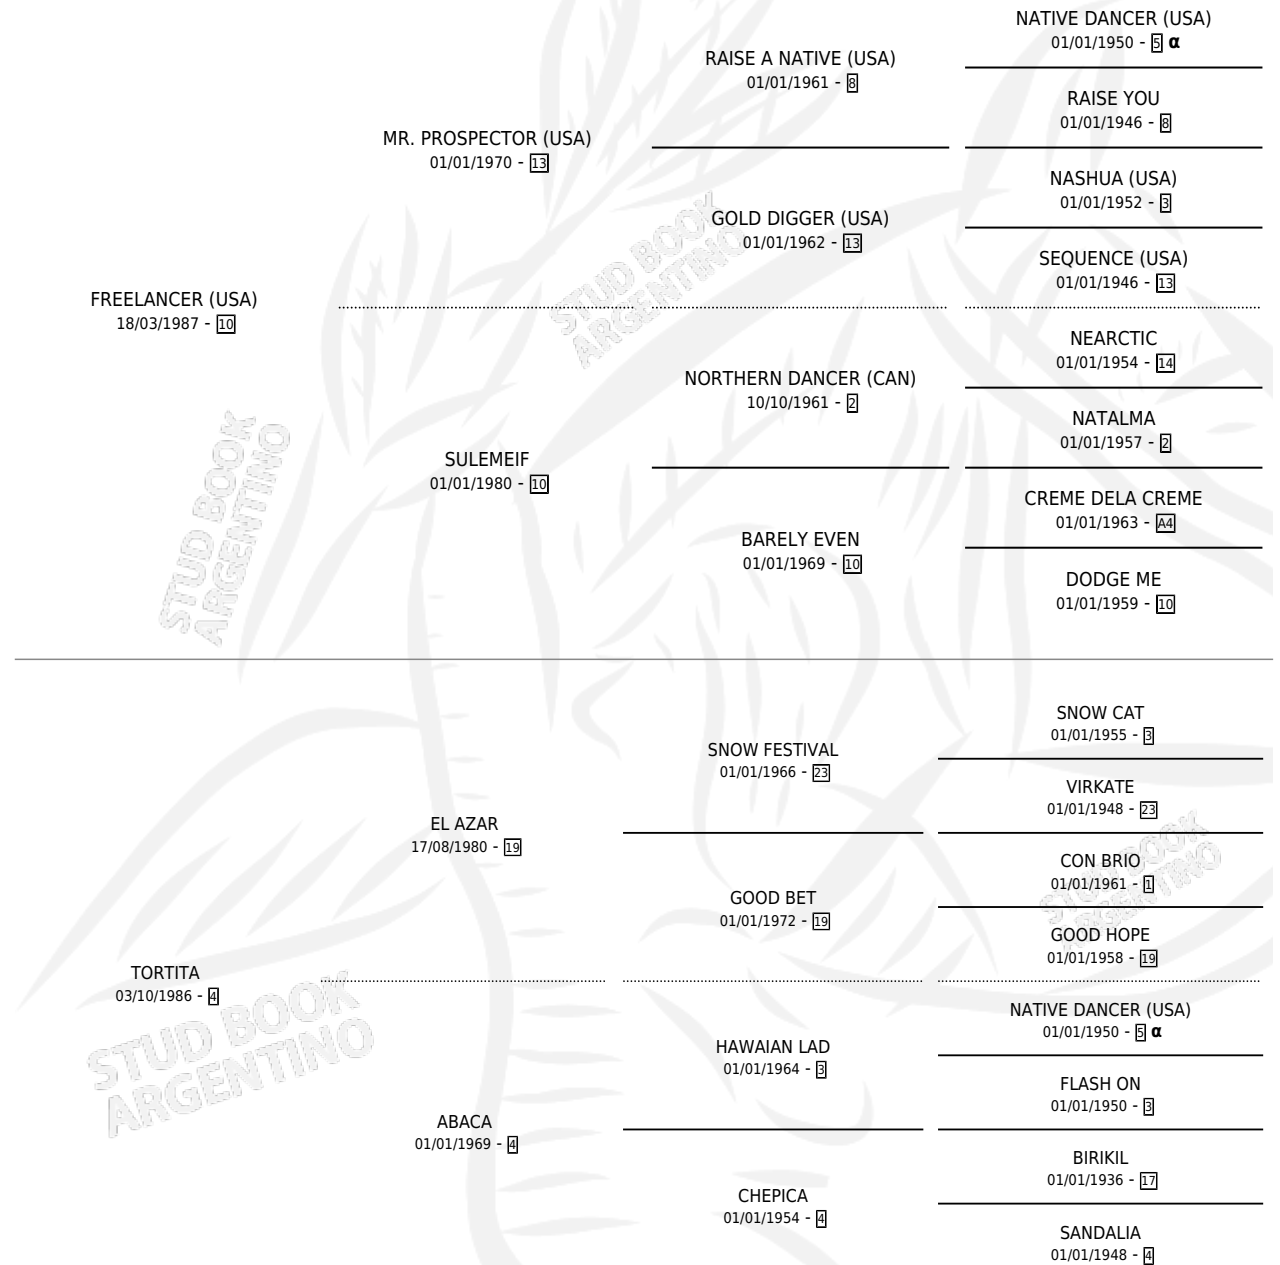 NATIVE DANCER (USA)
01/01/1950 - 5 α
RAISE A NATIVE (USA)
01/01/1961 - 8
RAISE YOU
01/01/1946 - 8
MR. PROSPECTOR (USA)
01/01/1970 - 13
NASHUA (USA)
01/01/1952 - 3
GOLD DIGGER (USA)
01/01/1962 - 13
SEQUENCE (USA)
01/01/1946 - 13
FREELANCER (USA)
18/03/1987 - 10
NEARCTIC
01/01/1954 - 14
NORTHERN DANCER (CAN)
10/10/1961 - 2
NATALMA
01/01/1957 - 2
SULEMEIF
01/01/1980 - 10
CREME DELA CREME
01/01/1963 - A4
BARELY EVEN
01/01/1969 - 10
DODGE ME
01/01/1959 - 10
SNOW CAT
01/01/1955 - 3
SNOW FESTIVAL
01/01/1966 - 23
VIRKATE
01/01/1948 - 23
EL AZAR
17/08/1980 - 19
CON BRIO
01/01/1961 - 1
GOOD BET
01/01/1972 - 19
GOOD HOPE
01/01/1958 - 19
TORTITA
03/10/1986 - 4
NATIVE DANCER (USA)
01/01/1950 - 5 α
HAWAIAN LAD
01/01/1964 - 3
FLASH ON
01/01/1950 - 3
ABACA
01/01/1969 - 4
BIRIKIL
01/01/1936 - 17
CHEPICA
01/01/1954 - 4
SANDALIA
01/01/1948 - 4
STUD BOOK
ARGENTINO
STUD BOOK
ARGENTINO
STUD BOOK
ARGENTINO
STUD BOOK
ARGENTINO